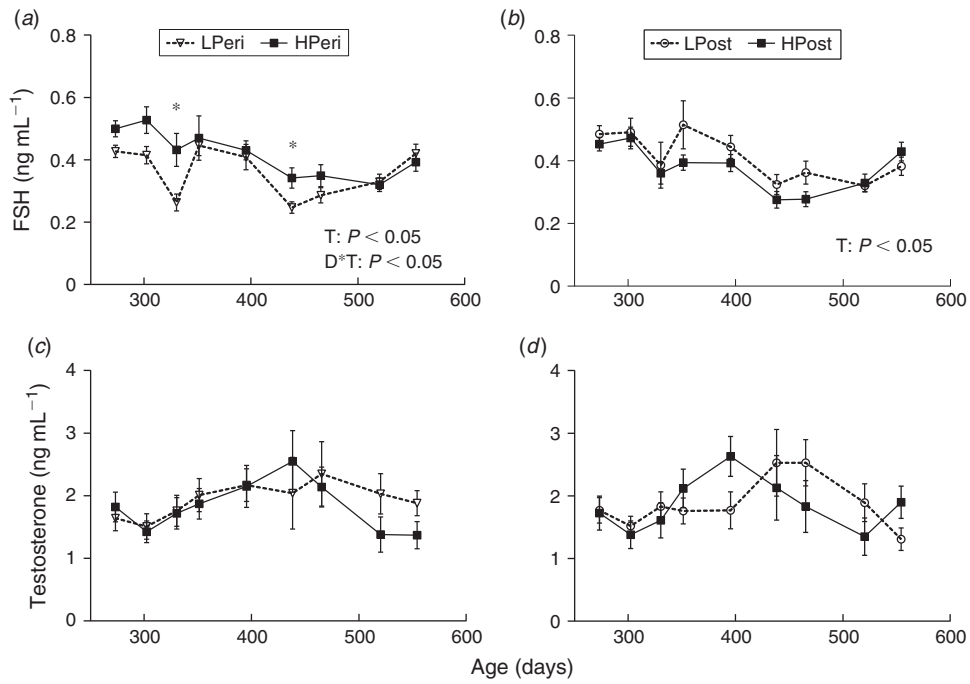 (a)
LPeri HPeri
0.8
0.6
0.4
0.2
0
FSH (ng mL−1)
*
*
T: P < 0.05
D*T: P < 0.05
300 400 500 600
(b)
LPost HPost
0.8
0.6
0.4
0.2
0
T: P < 0.05
300 400 500 600
(c)
4
3
2
1
0
Testosterone (ng mL−1)
300 400 500 600
(d)
4
3
2
1
0
300 400 500 600
Age (days)